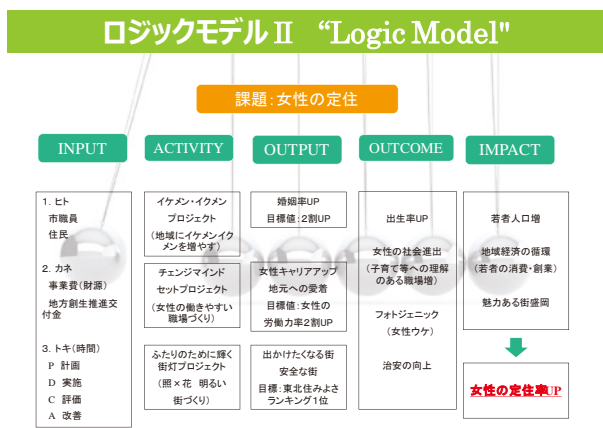 ロジックモデルⅡ “Logic Model"
課題:女性の定住
INPUT
ACTIVITY
OUTPUT
OUTCOME
IMPACT
1. ヒト
市職員
住民
2. カネ
事業費(財源)
地方創生推進交
付金
3. トキ(時間)
P 計画
D 実施
C 評価
A 改善
イケメン・イクメン
プロジェクト
(地域にイケメンイク
メンを増やす)
チェンジマインド
セットプロジェクト
(女性の働きやすい
職場づくり)
ふたりのために輝く
街灯プロジェクト
(照×花 明るい
街づくり)
婚姻率UP
目標値:2割UP
女性キャリアアップ
地元への愛着
目標値:女性の
労働力率2割UP
出かけたくなる街
安全な街
目標:東北住みよさ
ランキング1位
出生率UP
女性の社会進出
(子育て等への理解
のある職場増)
フォトジェニック
(女性ウケ)
治安の向上
若者人口増
地域経済の循環
(若者の消費・創業)
魅力ある街盛岡
女性の定住率UP